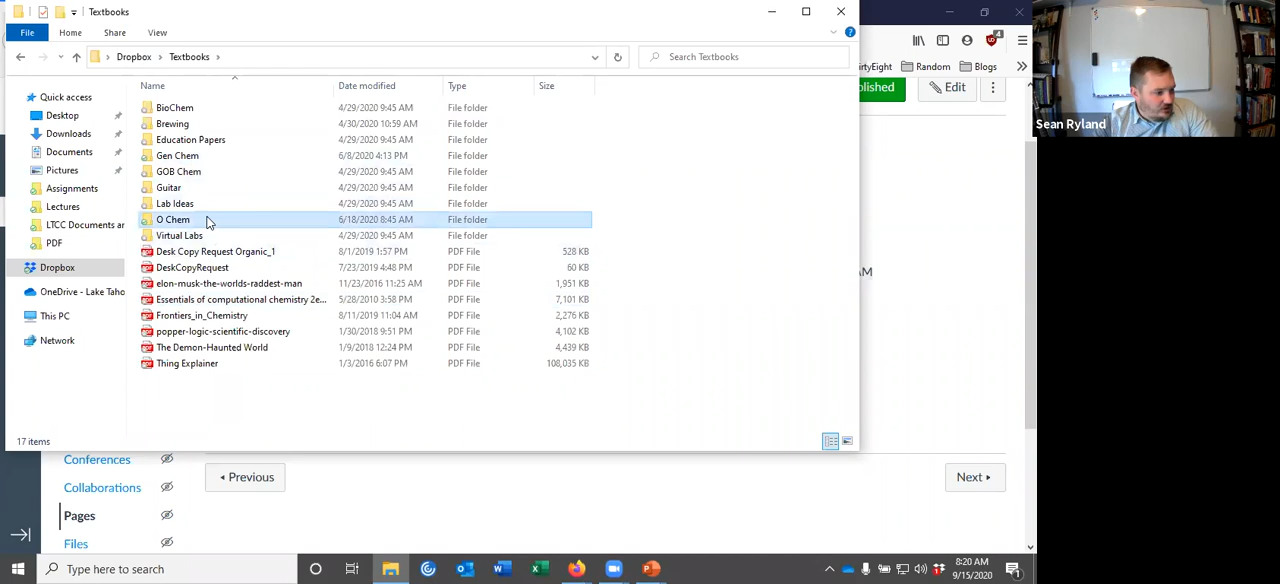 Textbooks
File Home Share View
Dropbox Textbooks
Search Textbooks
Name Date modified Type Size
Quick access
Desktop
Downloads
Documents
Pictures
Assignments
Lectures
LTCC Documents ar
PDF
Dropbox
OneDrive - Lake Taho
This PC
Network
BioChem 4/29/2020 9:45 AM File folder
Brewing 4/30/2020 10:59 AM File folder
Education Papers 4/29/2020 9:45 AM File folder
Gen Chem 6/8/2020 4:13 PM File folder
GOB Chem 4/29/2020 9:45 AM File folder
Guitar 4/29/2020 9:45 AM File folder
Lab Ideas 4/29/2020 9:45 AM File folder
O Chem 6/18/2020 8:45 AM File folder
Virtual Labs 4/29/2020 9:45 AM File folder
Desk Copy Request Organic_1 8/1/2019 1:57 PM PDF File 528 KB
DeskCopyRequest 7/23/2019 4:48 PM PDF File 60 KB
elon-musk-the-worlds-raddest-man 11/23/2016 11:25 AM PDF File 1,951 KB
Essentials of computational chemistry 2e... 5/28/2010 3:58 PM PDF File 7,101 KB
Frontiers_in_Chemistry 8/11/2019 11:04 AM PDF File 2,276 KB
popper-logic-scientific-discovery 1/30/2018 9:51 PM PDF File 4,102 KB
The Demon-Haunted World 1/9/2018 12:24 PM PDF File 4,439 KB
Thing Explainer 1/3/2016 6:07 PM PDF File 108,035 KB
17 items
4
irtyEight Random Blogs
blished Edit
AM
Sean Ryland
Conferences
Collaborations
Pages
Files
Previous
Next
Type here to search
8:20 AM
9/15/2020
1